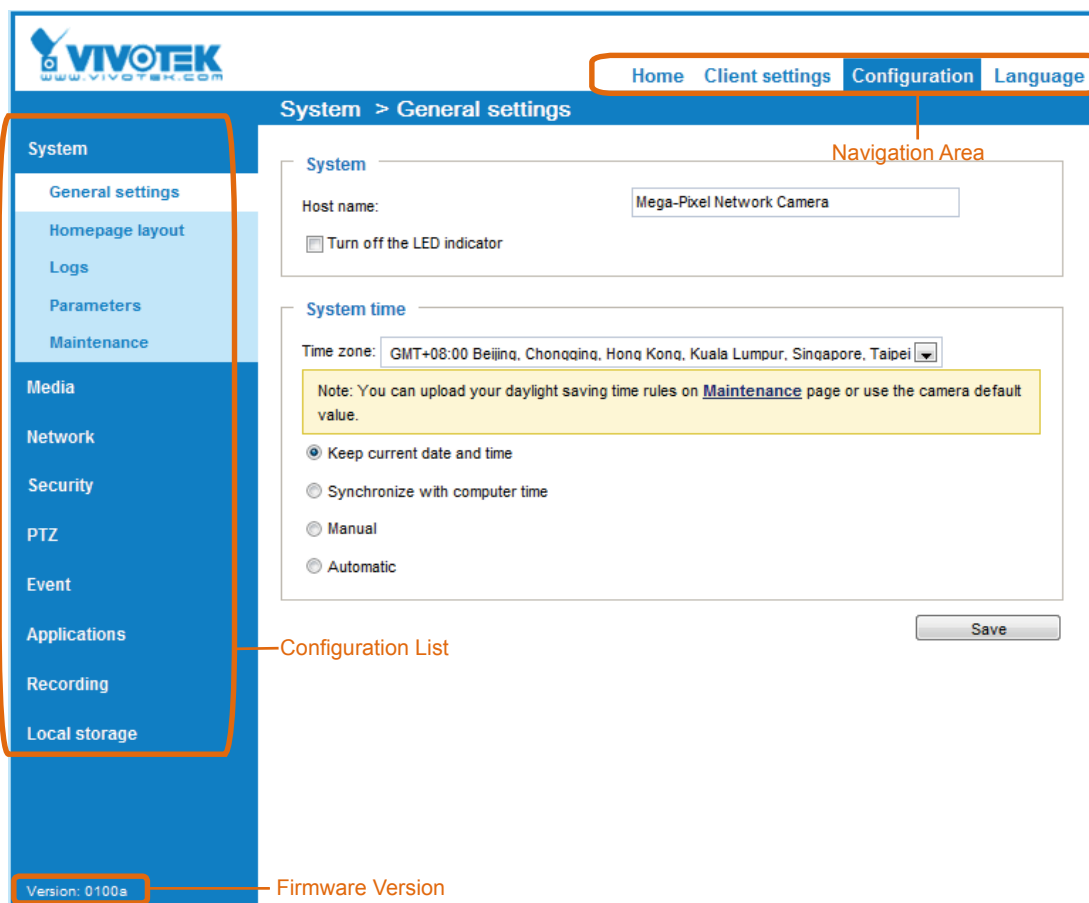 VIVOTEK
www.vivotek.com
Home Client settings Configuration Language
System > General settings
Navigation Area
System
General settings
Homepage layout
Logs
Parameters
Maintenance
Media
Network
Security
PTZ
Event
Applications
Recording
Local storage
Version: 0100a
System
Host name: Mega-Pixel Network Camera
Turn off the LED indicator
System time
Time zone: GMT+08:00 Beijing, Chongqing, Hong Kong, Kuala Lumpur, Singapore, Taipei
Note: You can upload your daylight saving time rules on Maintenance page or use the camera default
value.
Keep current date and time
Synchronize with computer time
Manual
Automatic
Save
Configuration List
Firmware Version